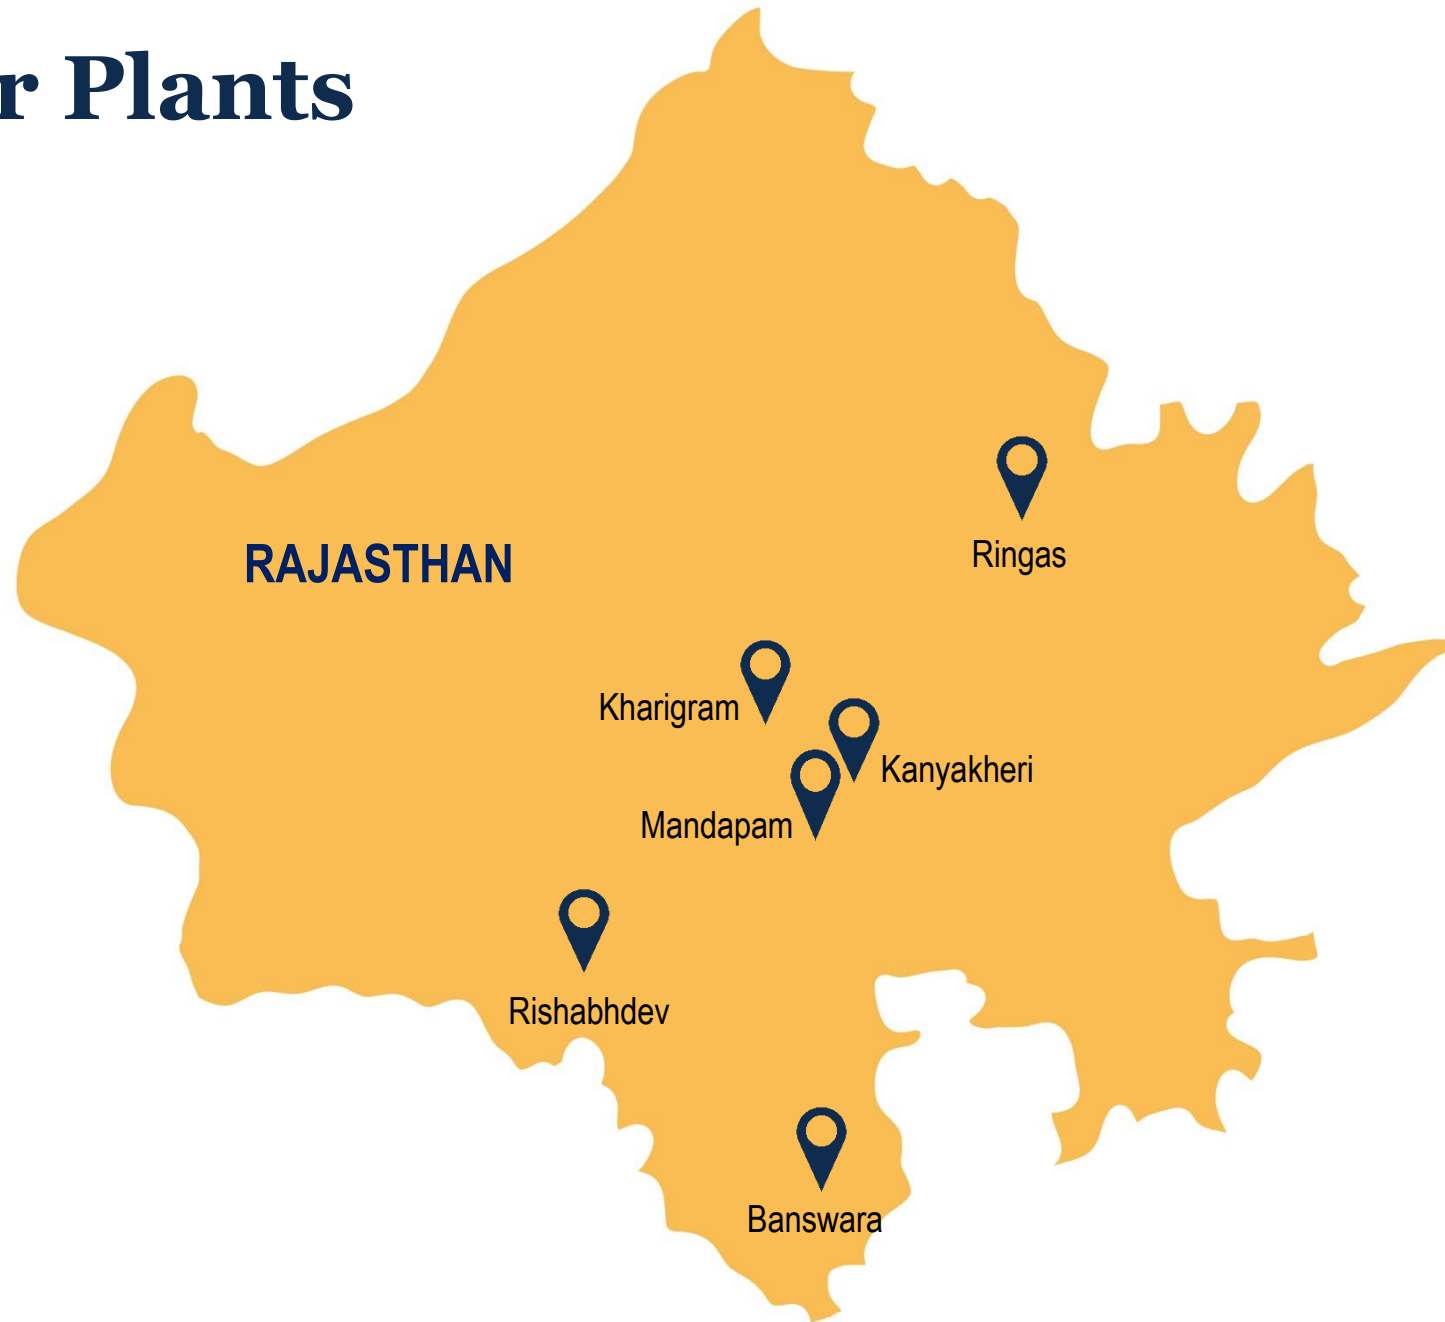 r Plants
Ringas
RAJASTHAN
Kharigram
Kanyakheri
Mandapam
Rishabhdev
Banswara